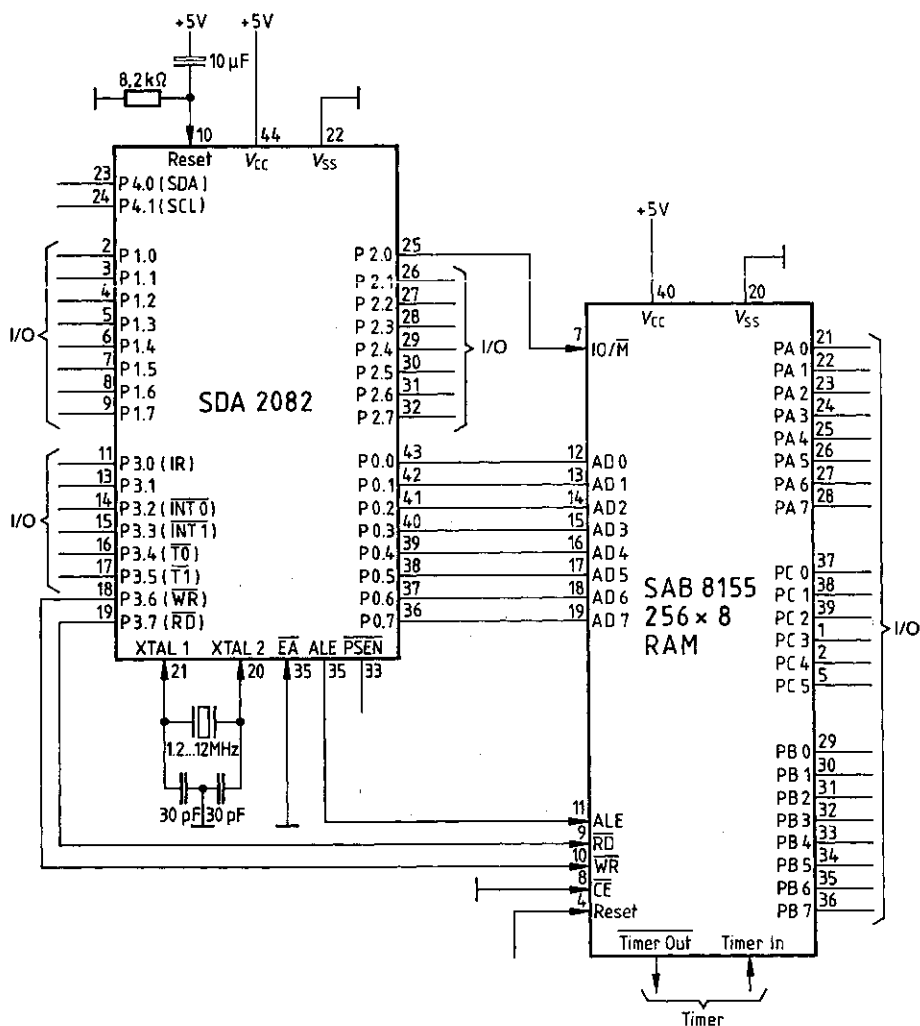 +5V +5V
10 µF
8,2kΩ
10 44 22
Reset VCC VSS
23 P4.0 (SDA)
24 P4.1 (SCL)
2 P1.0
3 P1.1
4 P1.2
5 P1.3
6 P1.4
7 P1.5
8 P1.6
9 P1.7
I/O
11 P3.0 (IR)
13 P3.1
14 P3.2 (INT0)
15 P3.3 (INT1)
16 P3.4 (T0)
17 P3.5 (T1)
18 P3.6 (WR)
19 P3.7 (RD)
I/O
SDA 2082
P2.0 25
P2.1 26
P2.2 27
P2.3 28
P2.4 29
P2.5 30
P2.6 31
P2.7 32
I/O
P0.0 43
P0.1 42
P0.2 41
P0.3 40
P0.4 39
P0.5 38
P0.6 37
P0.7 36
XTAL 1 XTAL 2 EA ALE PSEN
21 20 35 35 33
1.2...12MHz
30 pF 30 pF
+5V
40 20
VCC VSS
7 IO/M
12 AD0
13 AD1
14 AD2
15 AD3
16 AD4
17 AD5
18 AD6
19 AD7
SAB 8155
256 × 8
RAM
11 ALE
9 RD
10 WR
8 CE
4 Reset
PA0 21
PA1 22
PA2 23
PA3 24
PA4 25
PA5 26
PA6 27
PA7 28
PC0 37
PC1 38
PC2 39
PC3 1
PC4 2
PC5 5
I/O
PB0 29
PB1 30
PB2 31
PB3 32
PB4 33
PB5 34
PB6 35
PB7 36
Timer Out Timer In
Timer